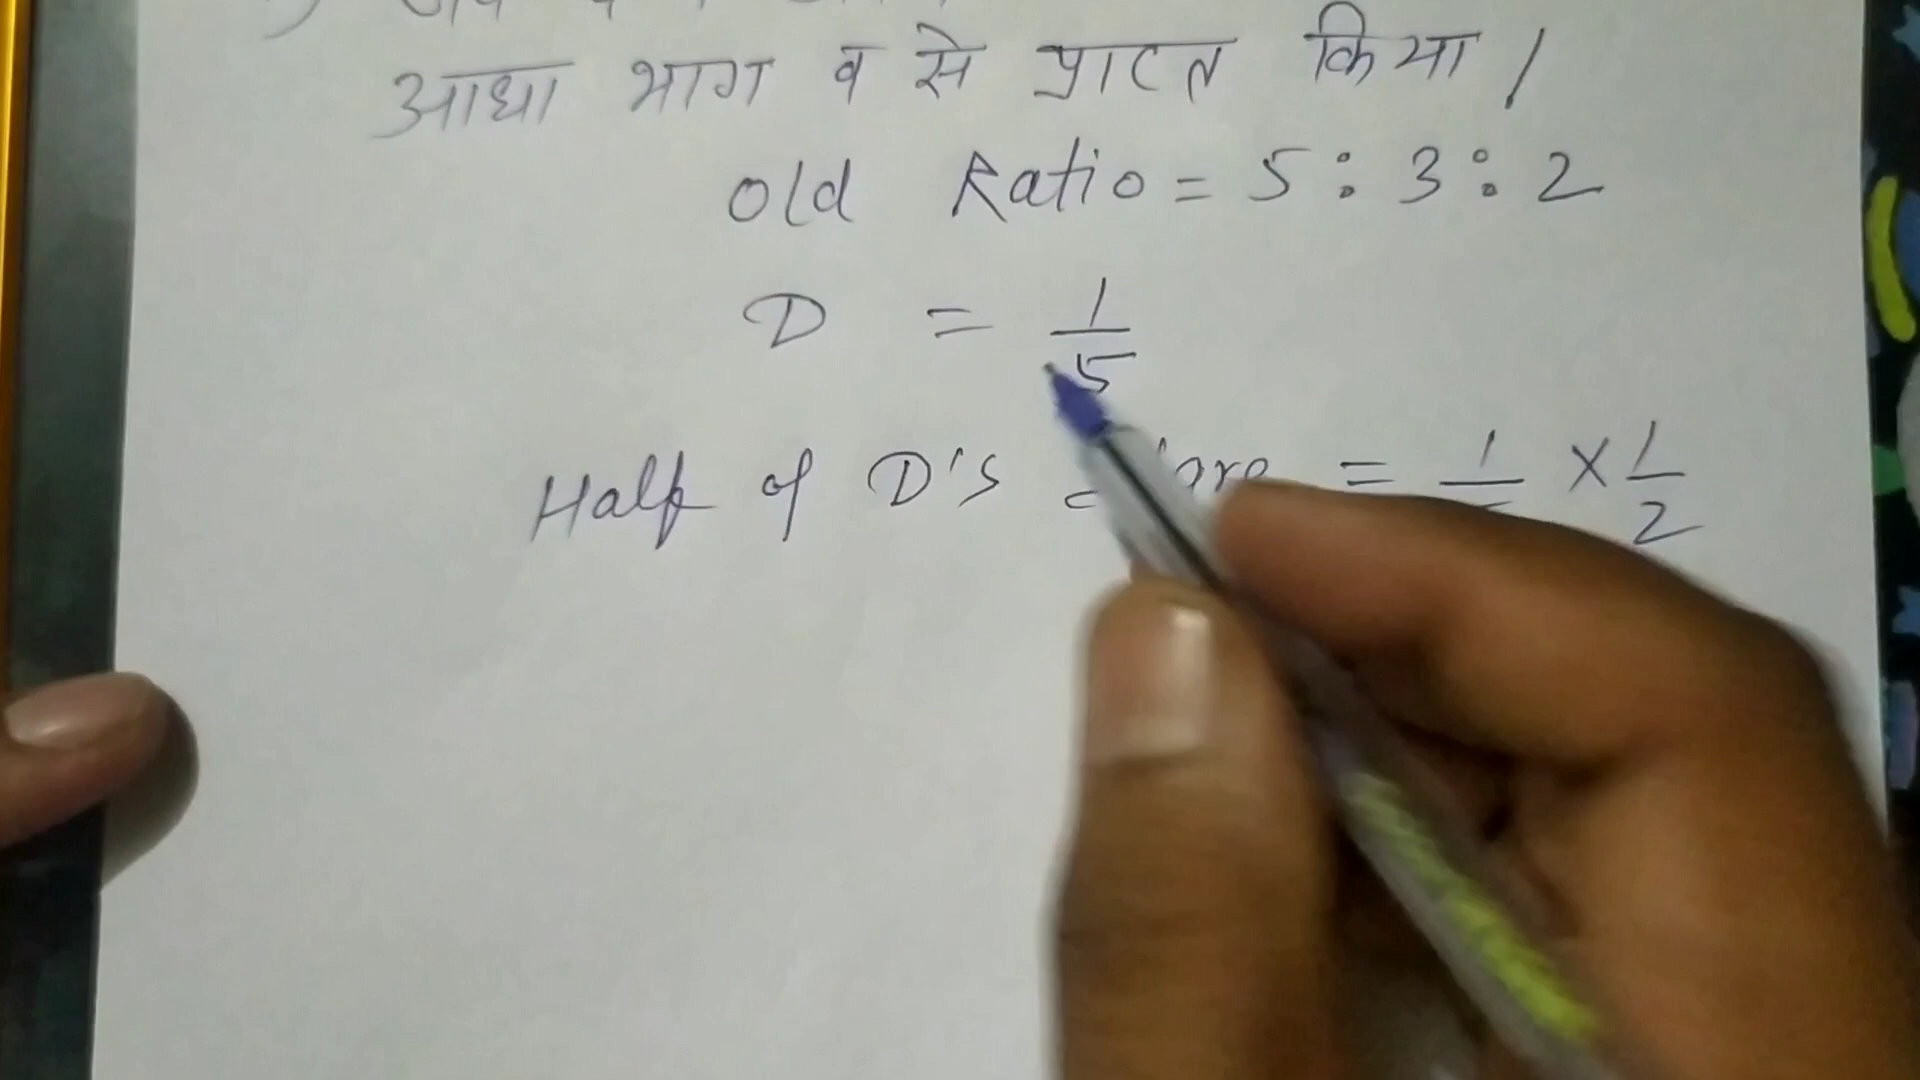 आधा भाग व से प्राप्त किया ।
Old Ratio = 5 : 3 : 2
D = 1/5
Half of D's = 1/ × 1/2